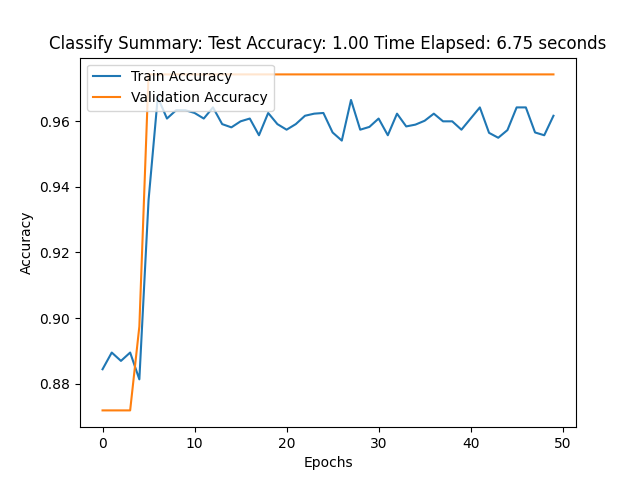 Classify Summary: Test Accuracy: 1.00 Time Elapsed: 6.75 seconds
Train Accuracy
Validation Accuracy
0.96
0.94
0.92
0.90
0.88
Accuracy
0 10 20 30 40 50
Epochs